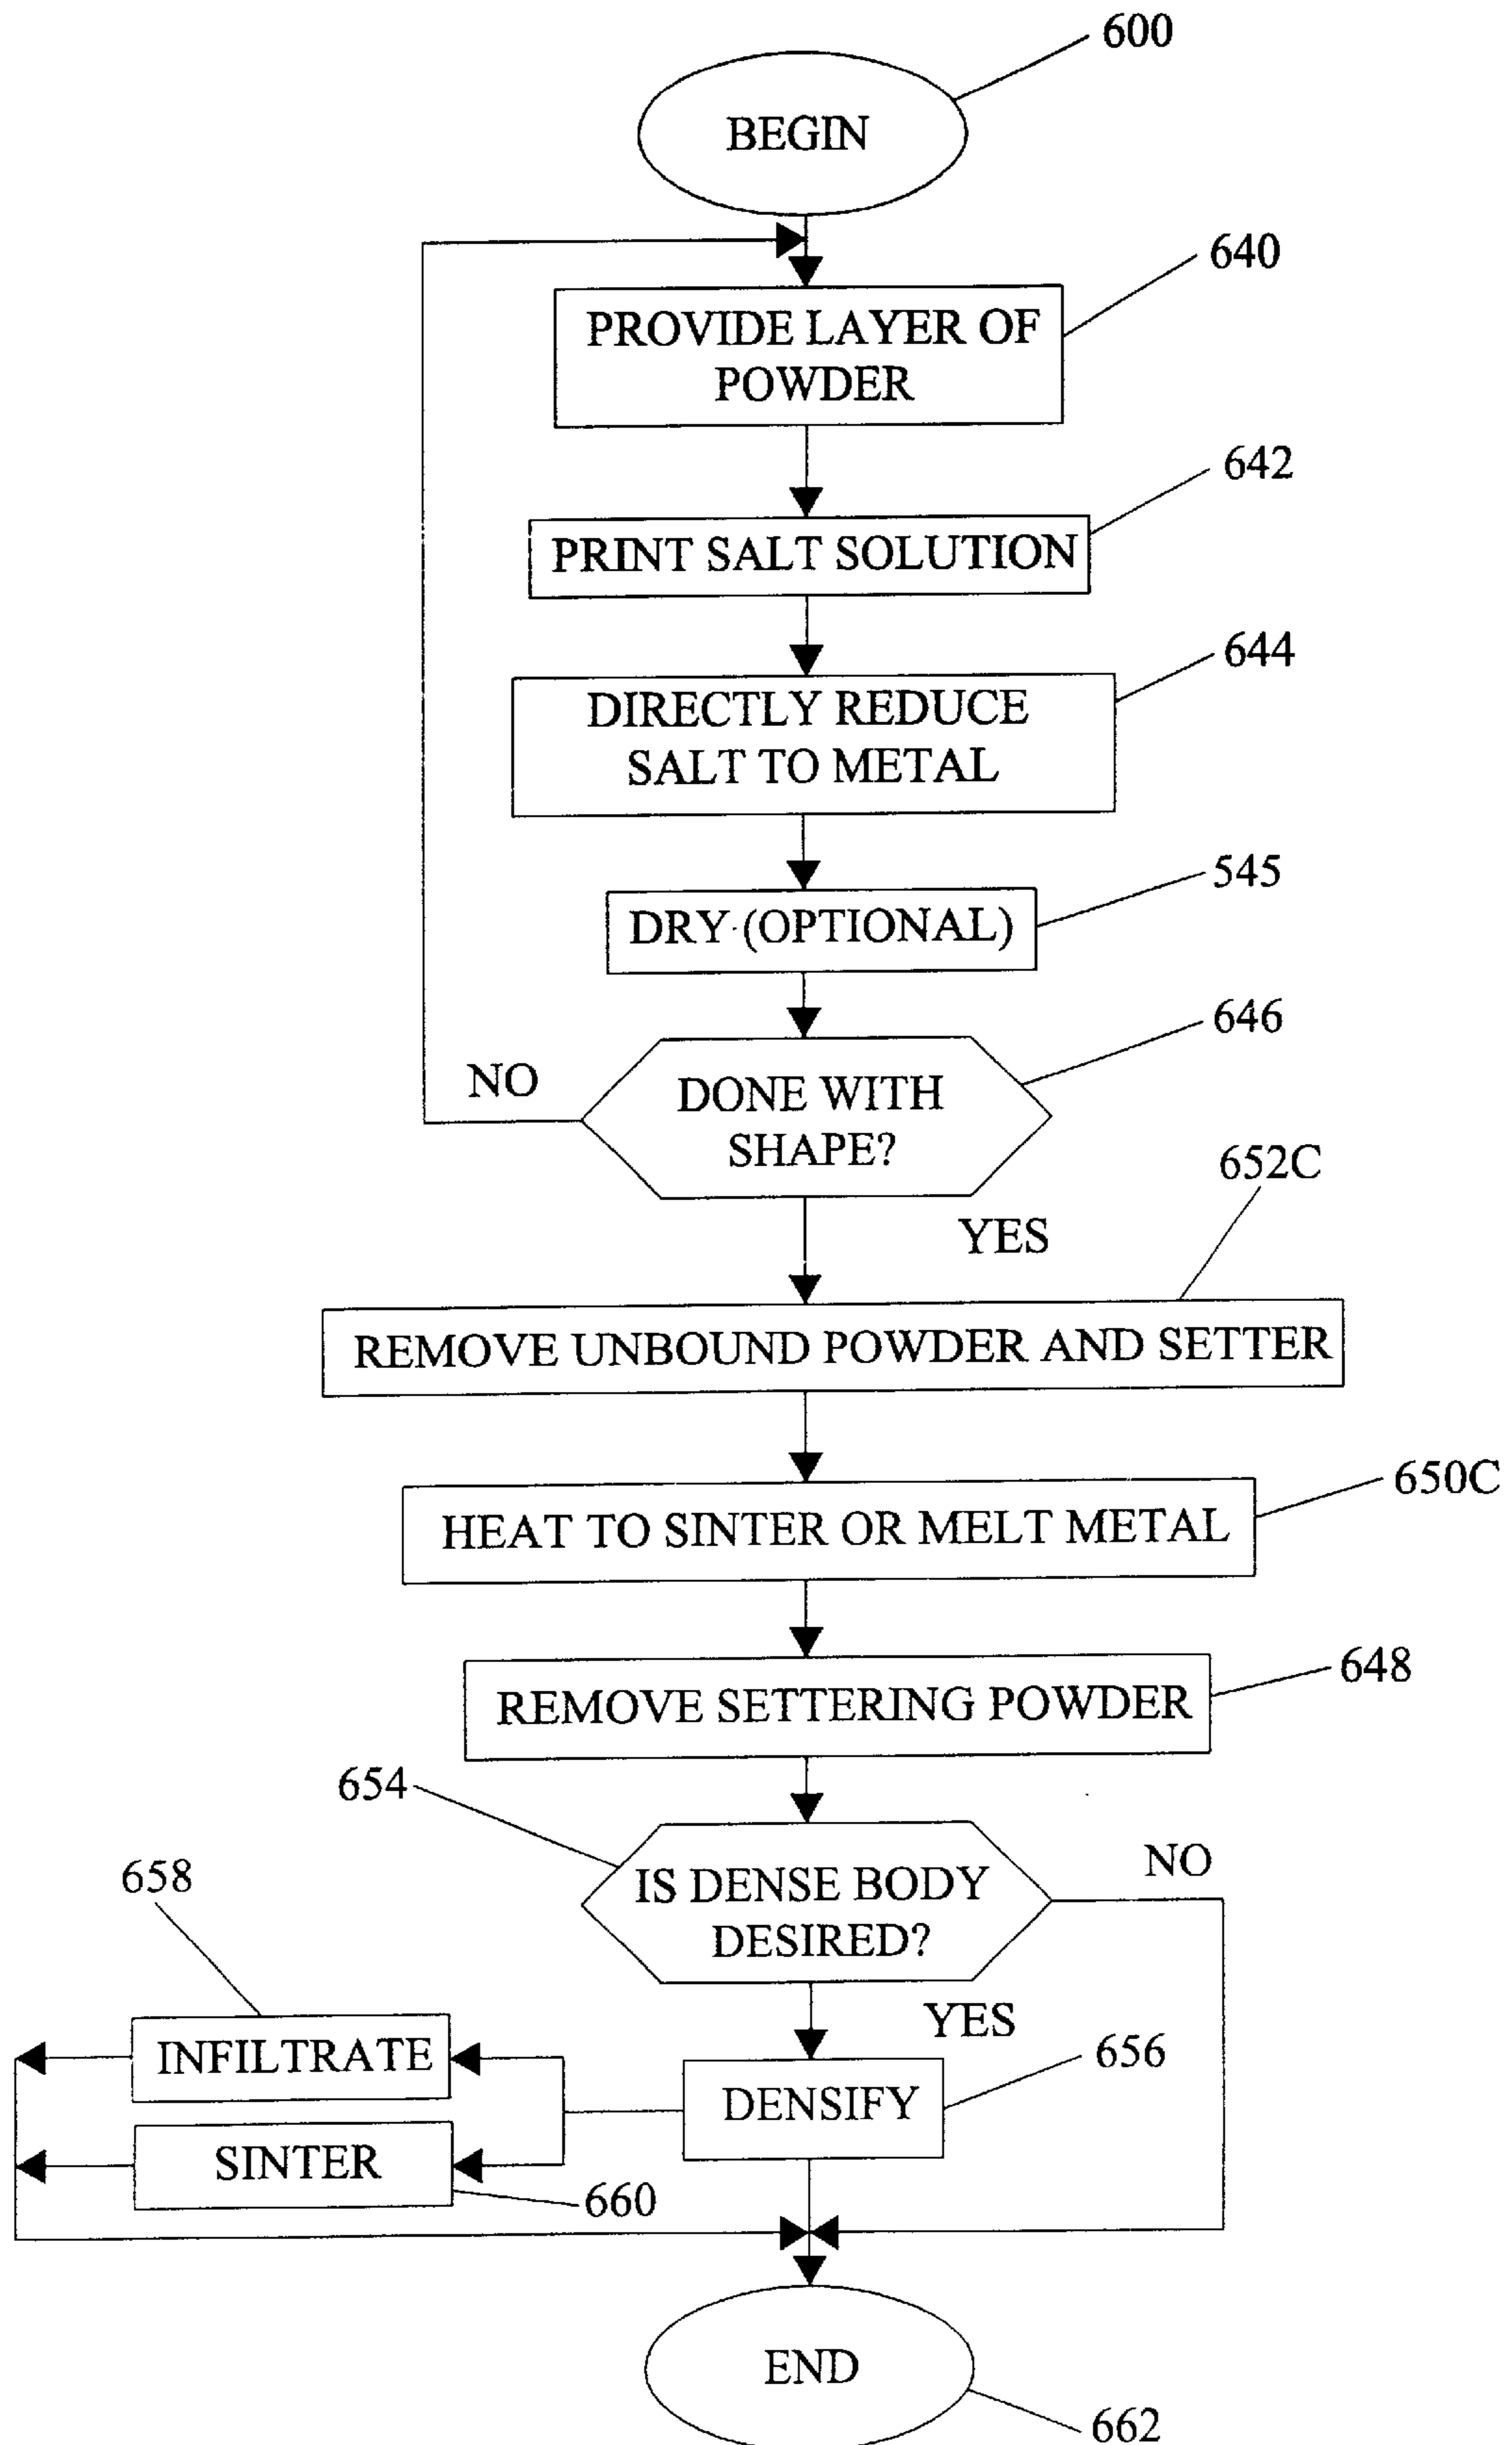 600
BEGIN
640
PROVIDE LAYER OF
POWDER
642
PRINT SALT SOLUTION
644
DIRECTLY REDUCE
SALT TO METAL
545
DRY (OPTIONAL)
646
NO
DONE WITH
SHAPE?
652C
YES
REMOVE UNBOUND POWDER AND SETTER
650C
HEAT TO SINTER OR MELT METAL
648
REMOVE SETTERING POWDER
654
NO
658
IS DENSE BODY
DESIRED?
YES
INFILTRATE
656
DENSIFY
SINTER
660
END
662